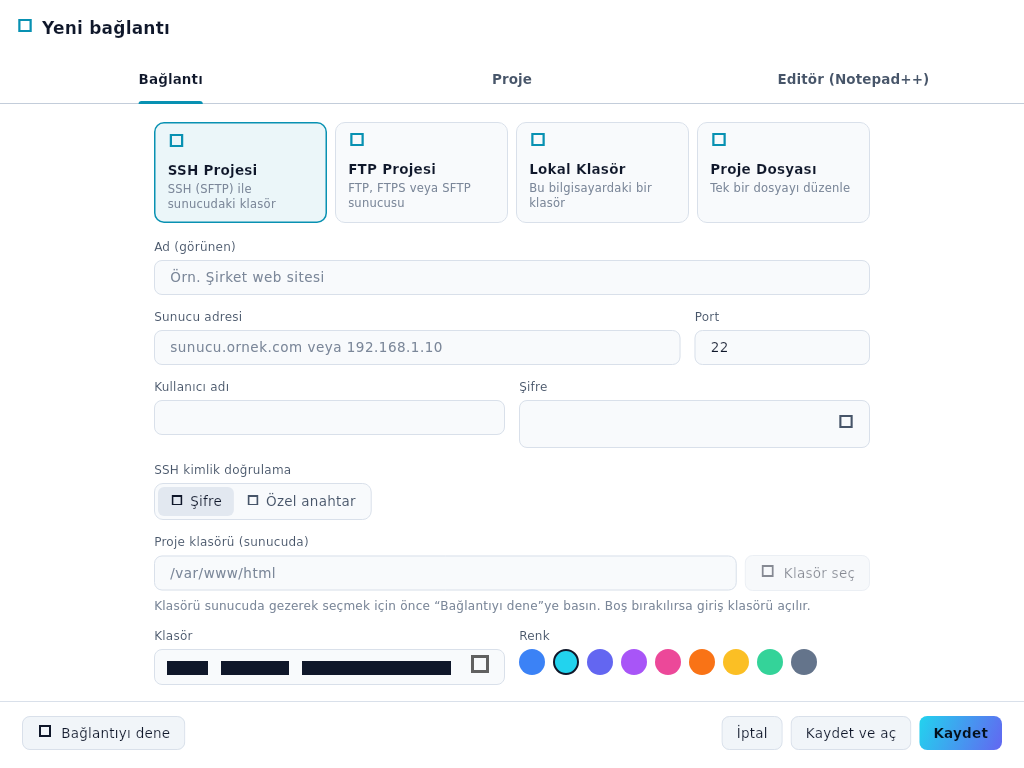 Yeni bağlantı
Bağlantı
Proje
Editör (Notepad++)
SSH Projesi
SSH (SFTP) ile
sunucudaki klasör
FTP Projesi
FTP, FTPS veya SFTP
sunucusu
Lokal Klasör
Bu bilgisayardaki bir
klasör
Proje Dosyası
Tek bir dosyayı düzenle
Ad (görünen)
Örn. Şirket web sitesi
Sunucu adresi
Port
sunucu.ornek.com veya 192.168.1.10
22
Kullanıcı adı
Şifre
SSH kimlik doğrulama
Şifre
Özel anahtar
Proje klasörü (sunucuda)
/var/www/html
Klasör seç
Klasörü sunucuda gezerek seçmek için önce “Bağlantıyı dene”ye basın. Boş bırakılırsa giriş klasörü açılır.
Klasör
Renk
Bağlantıyı dene
İptal
Kaydet ve aç
Kaydet